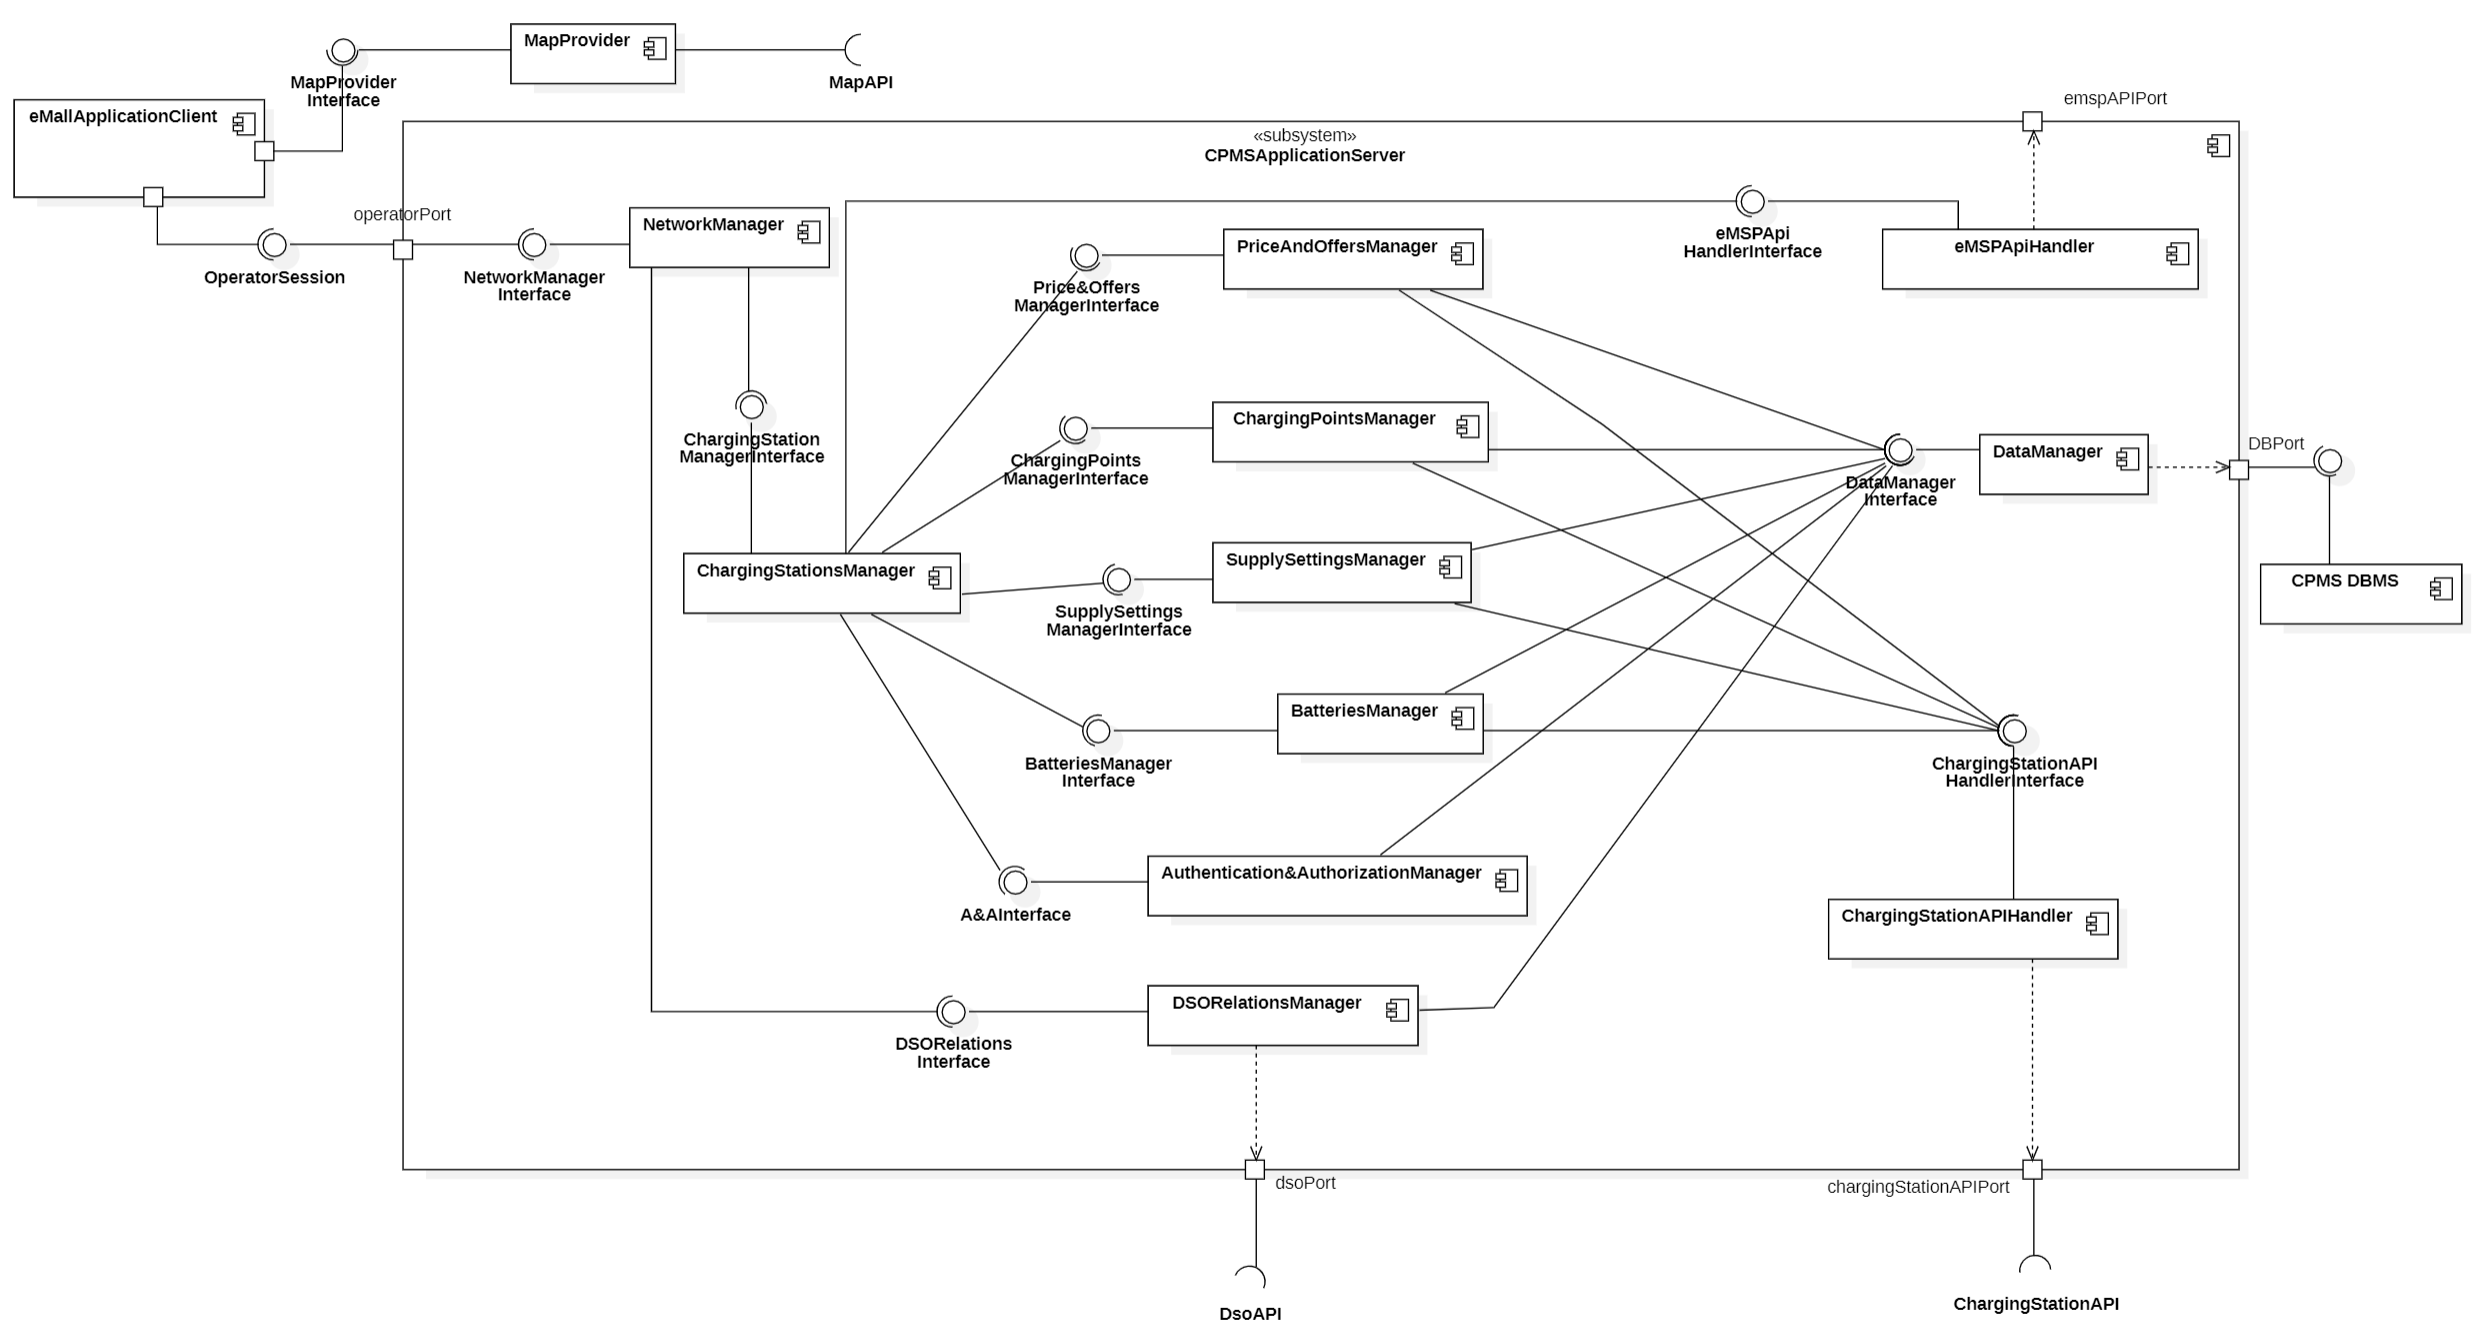 MapProvider
MapProvider
Interface
MapAPI
eMallApplicationClient
emspAPIPort
«subsystem»
CPMSApplicationServer
operatorPort
OperatorSession
NetworkManager
Interface
NetworkManager
PriceAndOffersManager
Price&Offers
ManagerInterface
eMSPApi
HandlerInterface
eMSPApiHandler
ChargingStation
ManagerInterface
ChargingPointsManager
ChargingPoints
ManagerInterface
DataManager
Interface
DataManager
DBPort
CPMS DBMS
ChargingStationsManager
SupplySettingsManager
SupplySettings
ManagerInterface
BatteriesManager
BatteriesManager
Interface
ChargingStationAPI
HandlerInterface
Authentication&AuthorizationManager
A&AInterface
ChargingStationAPIHandler
DSORelationsManager
DSORelations
Interface
dsoPort
chargingStationAPIPort
DsoAPI
ChargingStationAPI